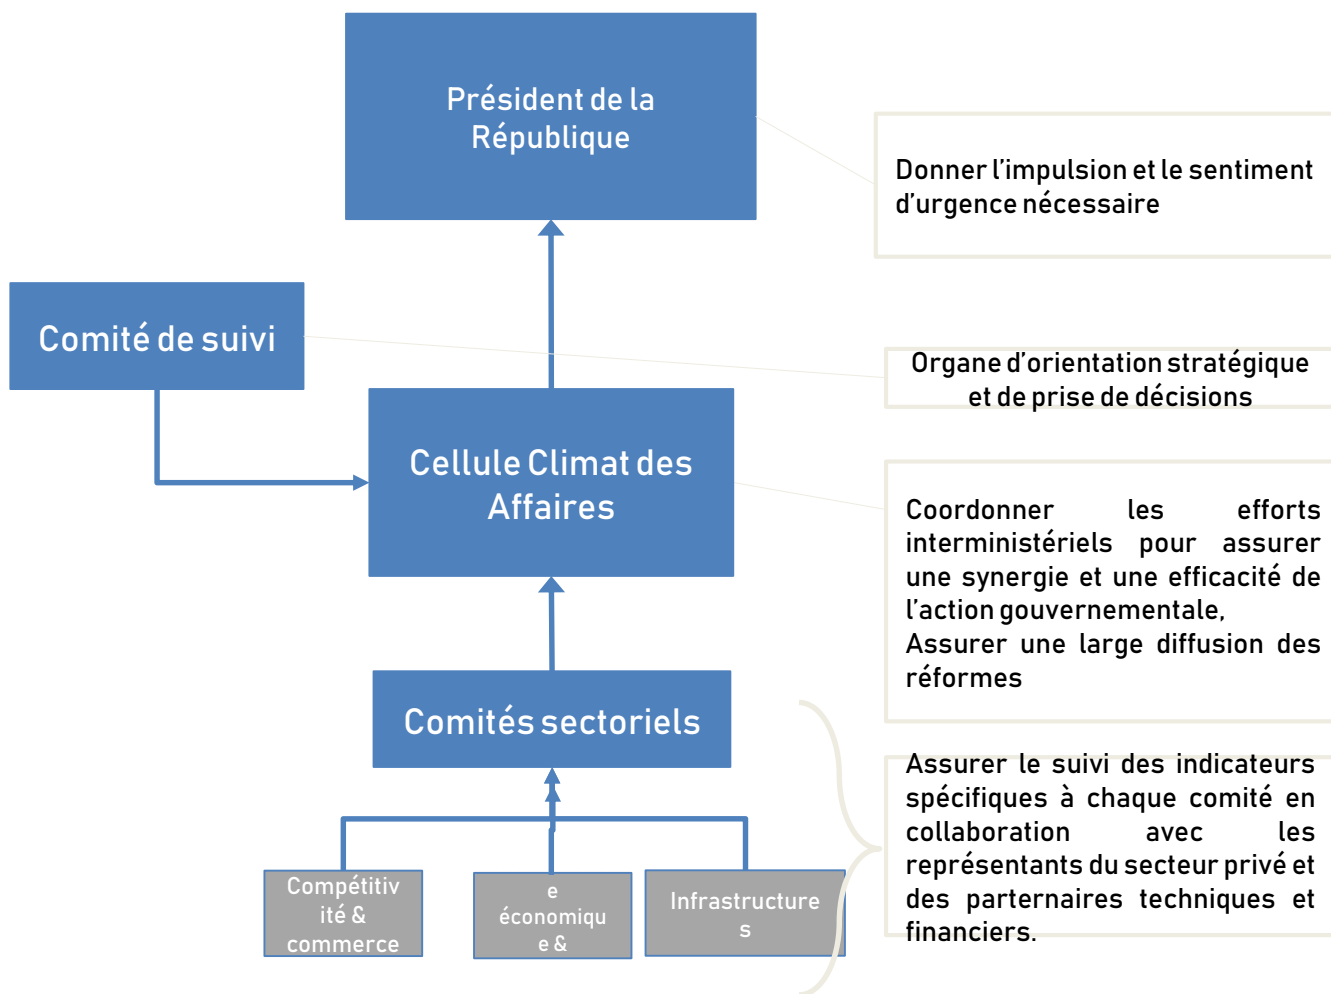 Président de la
République
Donner l'impulsion et le sentiment
d'urgence nécessaire
Comité de suivi
Organe d'orientation stratégique
et de prise de décisions
Cellule Climat des
Affaires
Coordonner les efforts
interministériels pour assurer
une synergie et une efficacité de
l'action gouvernementale,
Assurer une large diffusion des
réformes
Comités sectoriels
Assurer le suivi des indicateurs
spécifiques à chaque comité en
collaboration avec les
représentants du secteur privé et
des parternaires techniques et
financiers.
Compétitiv
ité &
commerce
e
économiqu
e &
Infrastructure
s